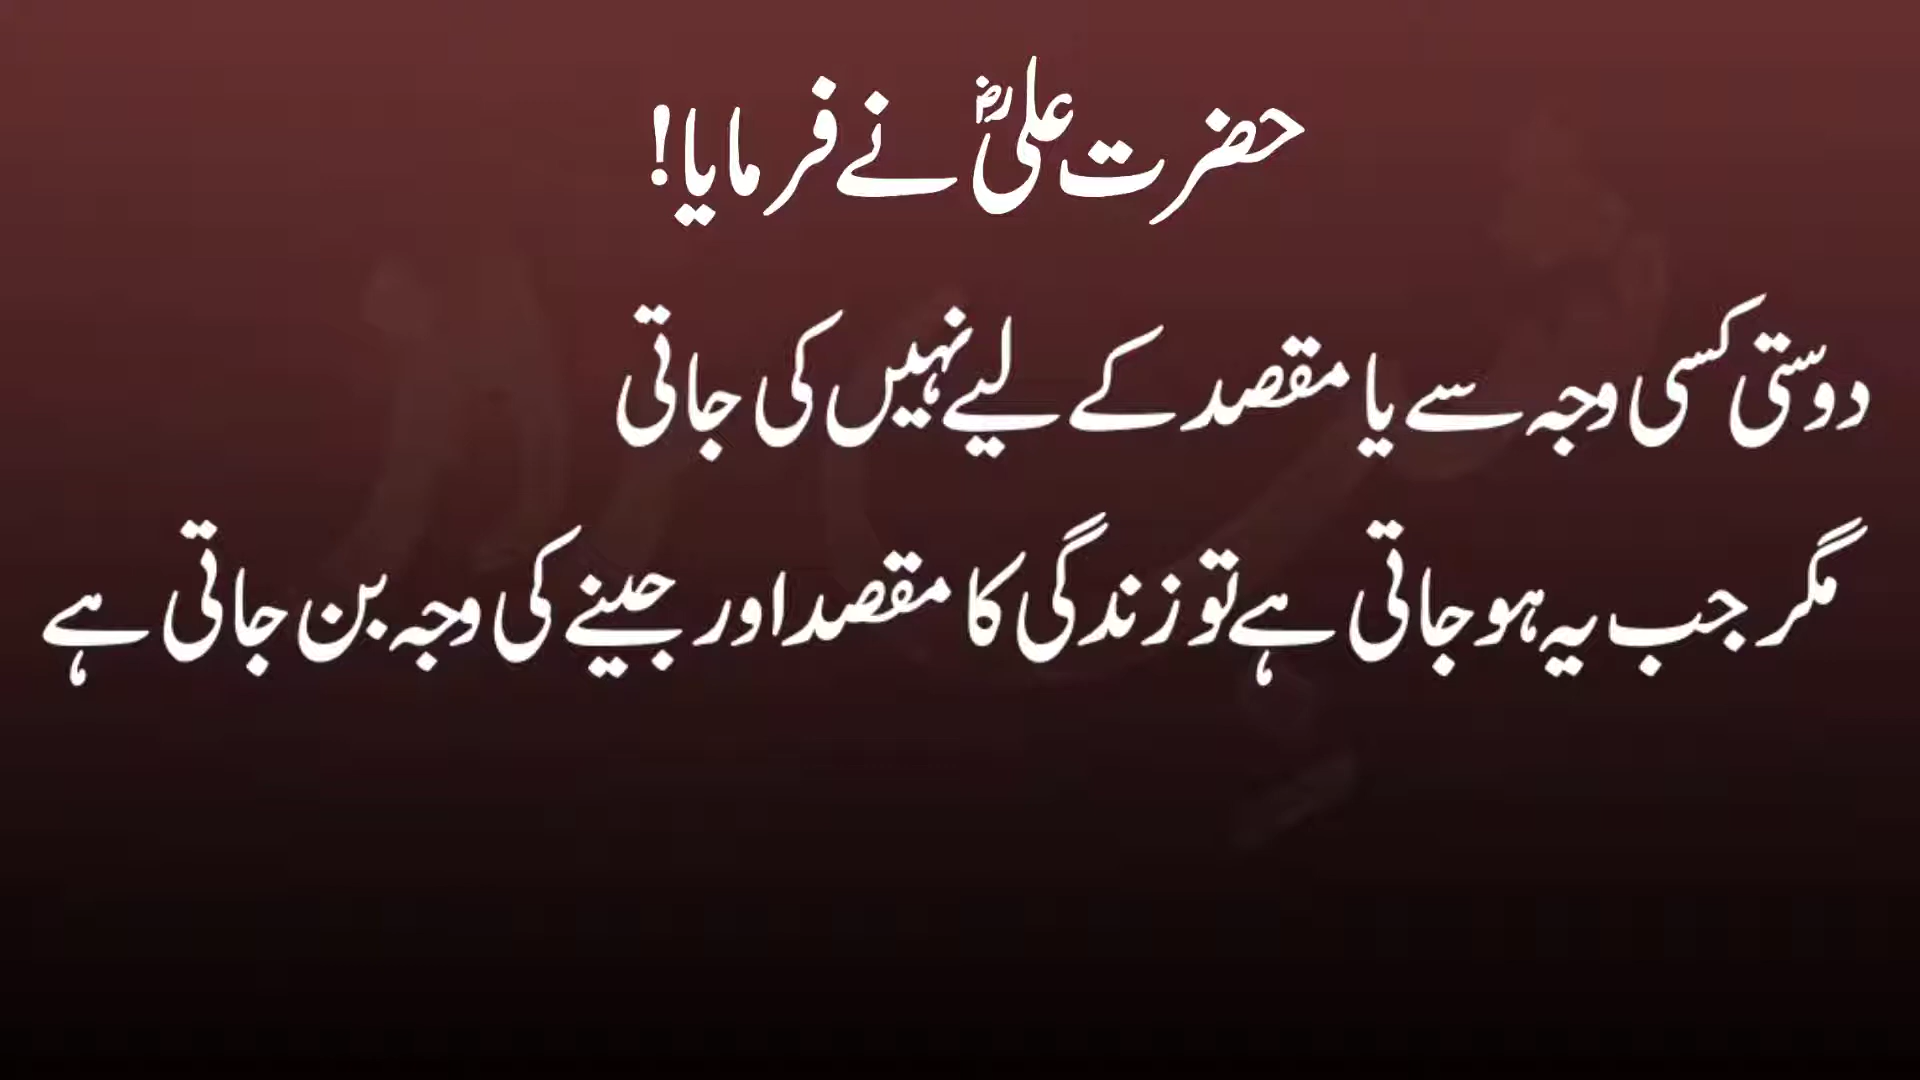 حضرت علیؓ نے فرمایا!
دوستی کسی وجہ سے یا مقصد کے لیے نہیں کی جاتی
مگر جب یہ ہو جاتی ہے تو زندگی کا مقصد اور جینے کی وجہ بن جاتی ہے